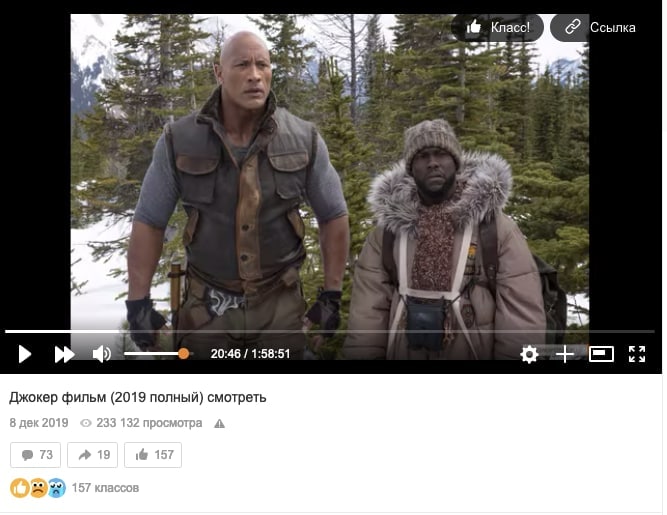 Класс!
Ссылка
20:46 / 1:58:51
Джокер фильм (2019 полный) смотреть
8 дек 2019 233 132 просмотра
73 19 157
157 классов